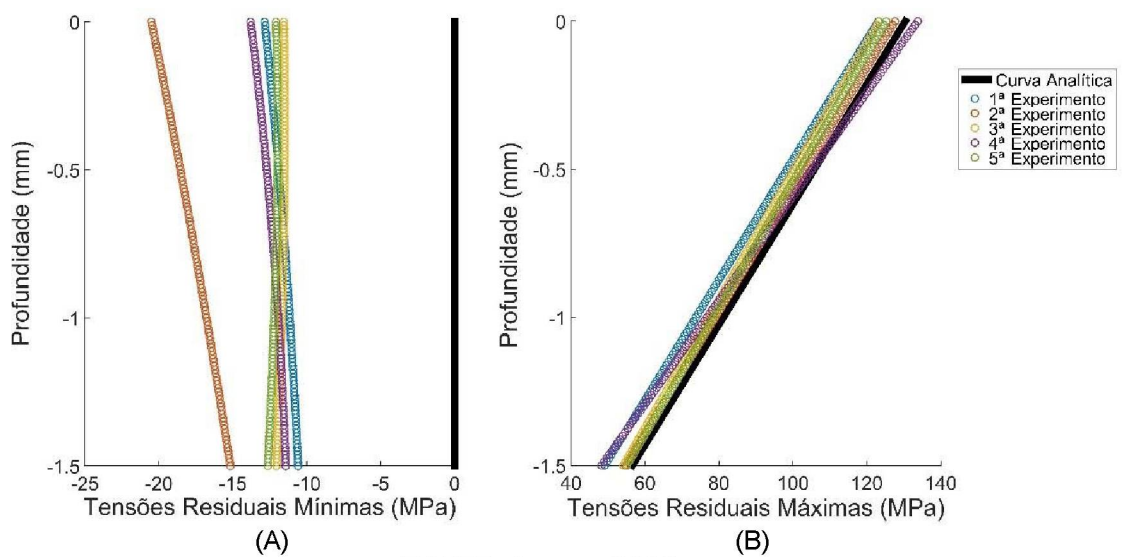 0
-0.5
-1
-1.5
Profundidade (mm)
-25 -20 -15 -10 -5 0
Tensões Residuais Mínimas (MPa)
(A)
0
-0.5
-1
-1.5
Profundidade (mm)
40 60 80 100 120 140
Tensões Residuais Máximas (MPa)
(B)
Curva Analítica
1ª Experimento
2ª Experimento
3ª Experimento
4ª Experimento
5ª Experimento